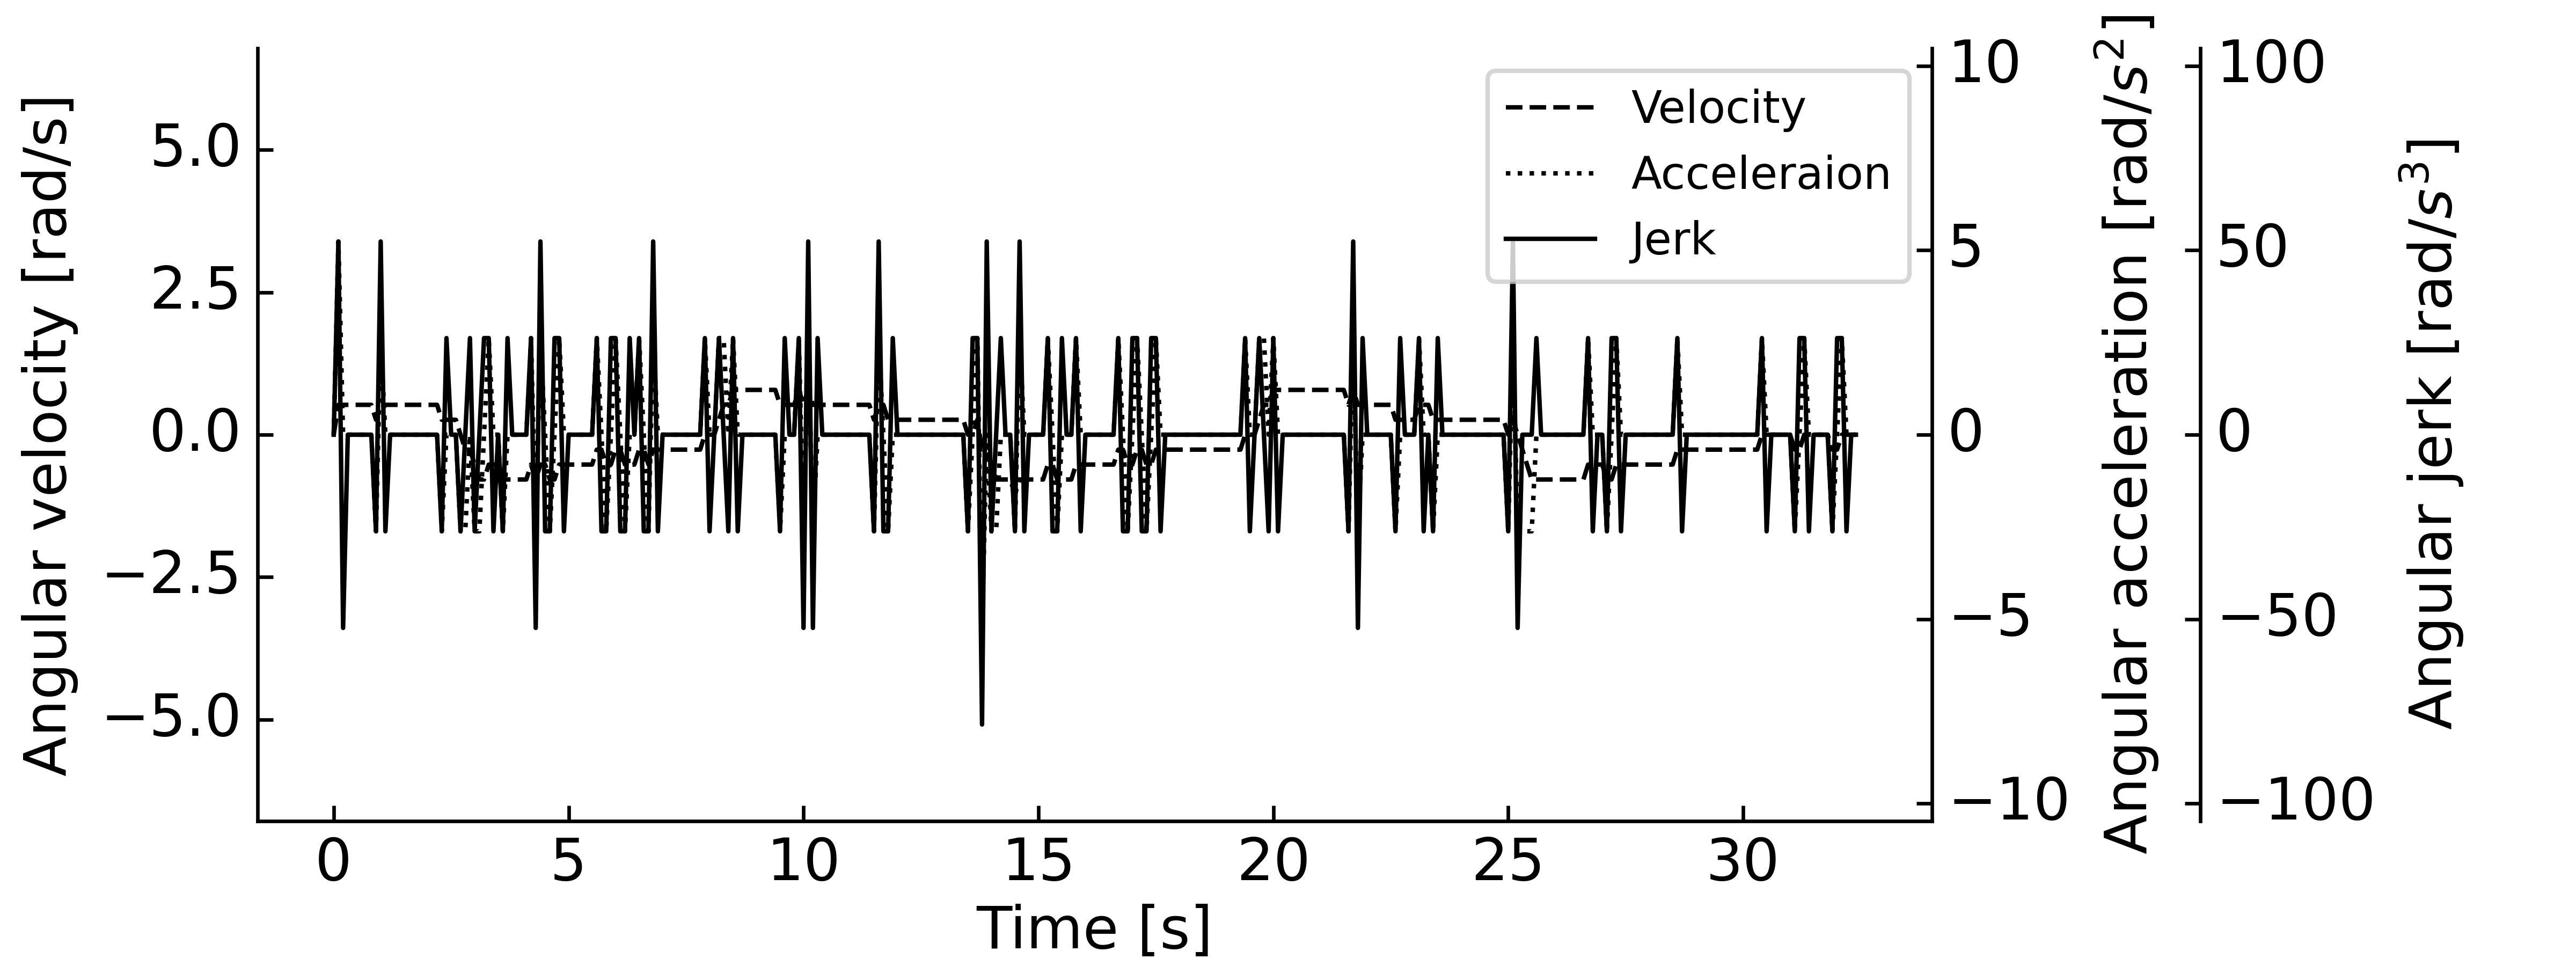 Angular velocity [rad/s]
5.0
2.5
0.0
−2.5
−5.0
0 5 10 15 20 25 30
Time [s]
Velocity
Acceleraion
Jerk
10
5
0
−5
−10
Angular acceleration [rad/s²]
100
50
0
−50
−100
Angular jerk [rad/s³]